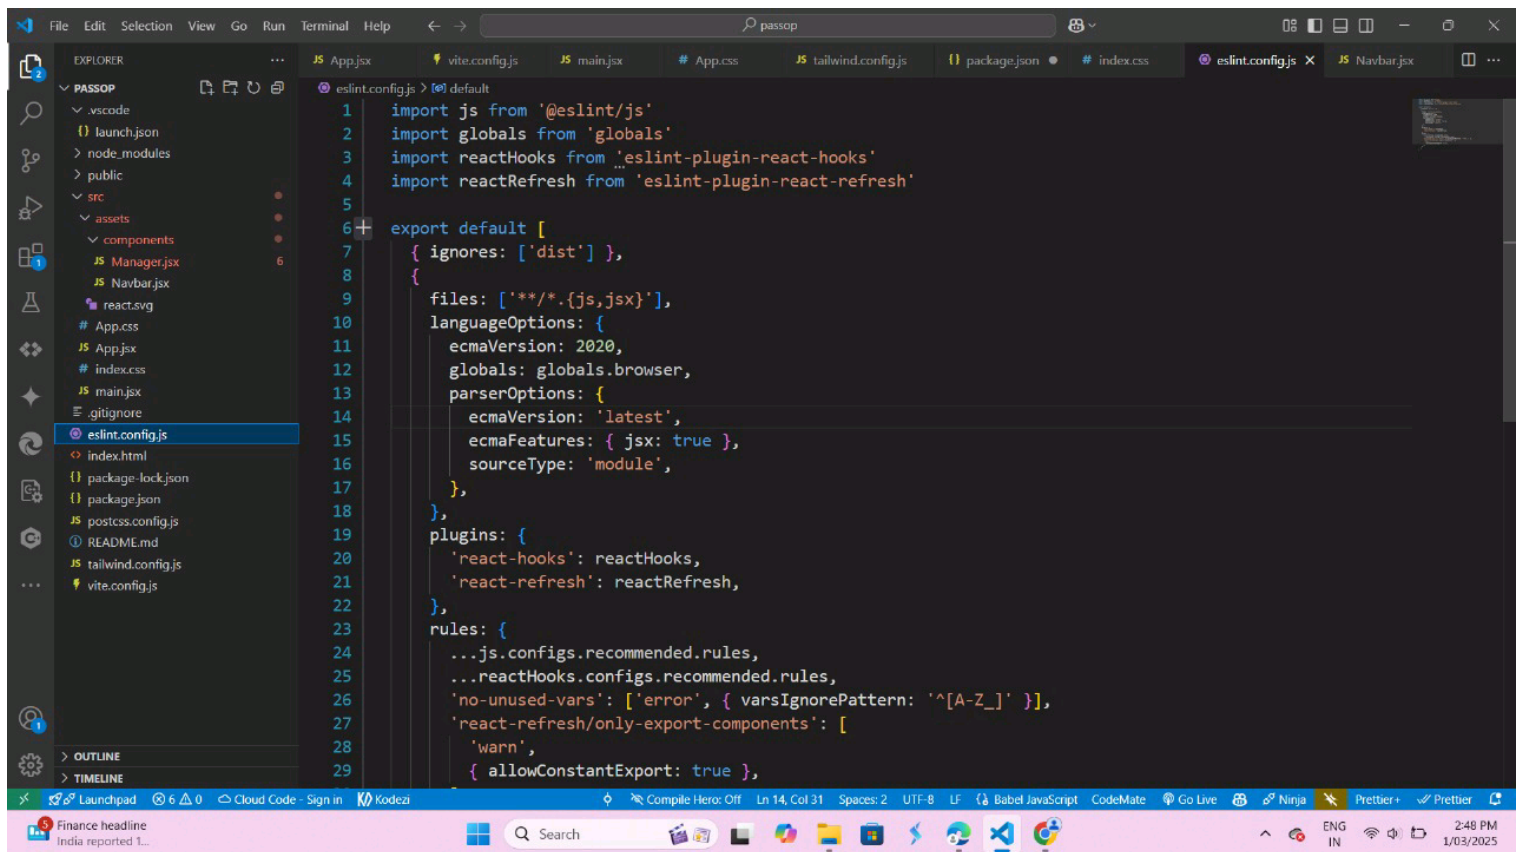 File Edit Selection View Go Run Terminal Help
passop
EXPLORER
PASSOP
.vscode
launch.json
node_modules
public
src
assets
components
JS Manager.jsx 6
JS Navbar.jsx
react.svg
# App.css
JS App.jsx
# index.css
JS main.jsx
.gitignore
eslint.config.js
<> index.html
{} package-lock.json
{} package.json
JS postcss.config.js
README.md
JS tailwind.config.js
vite.config.js
OUTLINE
TIMELINE
JS App.jsx vite.config.js JS main.jsx # App.css JS tailwind.config.js {} package.json # index.css eslint.config.js JS Navbar.jsx
eslint.config.js > default
1 import js from '@eslint/js'
2 import globals from 'globals'
3 import reactHooks from 'eslint-plugin-react-hooks'
4 import reactRefresh from 'eslint-plugin-react-refresh'
5
6 export default [
7 { ignores: ['dist'] },
8 {
9 files: ['**/*.{js,jsx}'],
10 languageOptions: {
11 ecmaVersion: 2020,
12 globals: globals.browser,
13 parserOptions: {
14 ecmaVersion: 'latest',
15 ecmaFeatures: { jsx: true },
16 sourceType: 'module',
17 },
18 },
19 plugins: {
20 'react-hooks': reactHooks,
21 'react-refresh': reactRefresh,
22 },
23 rules: {
24 ...js.configs.recommended.rules,
25 ...reactHooks.configs.recommended.rules,
26 'no-unused-vars': ['error', { varsIgnorePattern: '^[A-Z_]' }],
27 'react-refresh/only-export-components': [
28 'warn',
29 { allowConstantExport: true },
Launchpad 6 0 Cloud Code - Sign in Kodezi Compile Hero: Off Ln 14, Col 31 Spaces: 2 UTF-8 LF Babel JavaScript CodeMate Go Live Ninja Prettier+ Prettier
5 Finance headline
India reported 1...
Search
ENG
IN
2:48 PM
1/03/2025